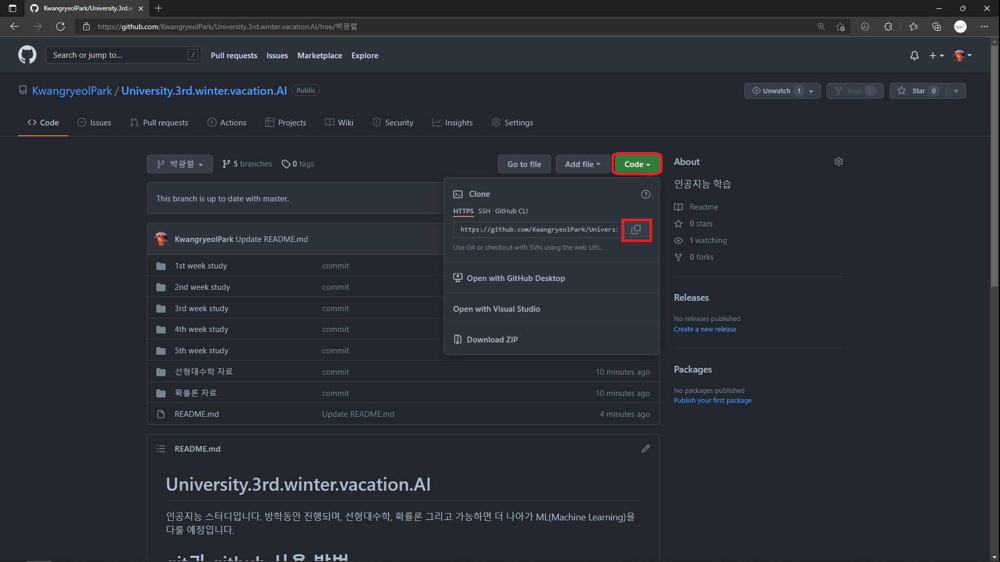 KwangryeolPark/University.3rd.w
https://github.com/KwangryeolPark/University.3rd.winter.vacation.AI/tree/박광렬
Search or jump to...
/
Pull requests
Issues
Marketplace
Explore
KwangryeolPark / University.3rd.winter.vacation.AI
Public
Unwatch 1
Fork 0
Star 0
Code
Issues
Pull requests
Actions
Projects
Wiki
Security
Insights
Settings
박광렬
5 branches
0 tags
Go to file
Add file
Code
This branch is up to date with master.
Clone
HTTPS SSH GitHub CLI
https://github.com/KwangryeolPark/Universi
Use Git or checkout with SVN using the web URL.
Open with GitHub Desktop
Open with Visual Studio
Download ZIP
KwangryeolPark Update README.md
1st week study commit
2nd week study commit
3rd week study commit
4th week study commit
5th week study commit
선형대수학 자료 commit 10 minutes ago
확률론 자료 commit 10 minutes ago
README.md Update README.md 4 minutes ago
README.md
University.3rd.winter.vacation.AI
인공지능 스터디입니다. 방학동안 진행되며, 선형대수학, 확률론 그리고 가능하면 더 나아가 ML(Machine Learning)을
다룰 예정입니다.
git과 github 사용 방법
About
인공지능 학습
Readme
0 stars
1 watching
0 forks
Releases
No releases published
Create a new release
Packages
No packages published
Publish your first package